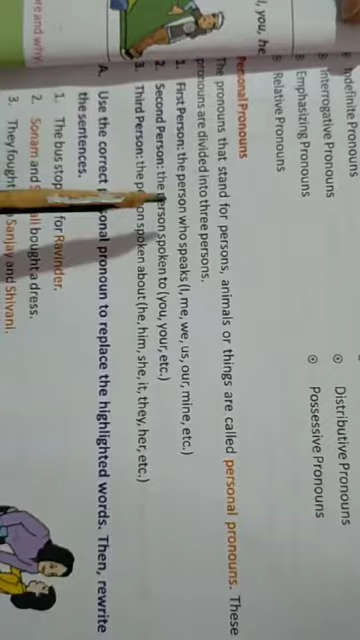 Indefinite Pronouns
Interrogative Pronouns
Distributive Pronouns
Emphasizing Pronouns
Possessive Pronouns
Relative Pronouns
I, you, he
Personal Pronouns
The pronouns that stand for persons, animals or things are called personal pronouns. These
pronouns are divided into three persons.
1. First Person: the person who speaks (I, me, we, us, our, mine, etc.)
2. Second Person: the person spoken to (you, your, etc.)
3. Third Person: the person spoken about (he, him, she, it, they, her, etc.)
A. Use the correct personal pronoun to replace the highlighted words. Then, rewrite
the sentences.
1. The bus stop for Ravinder.
2. Sonam and all bought a dress.
3. They fought Sanjay and Shivani.
re and why